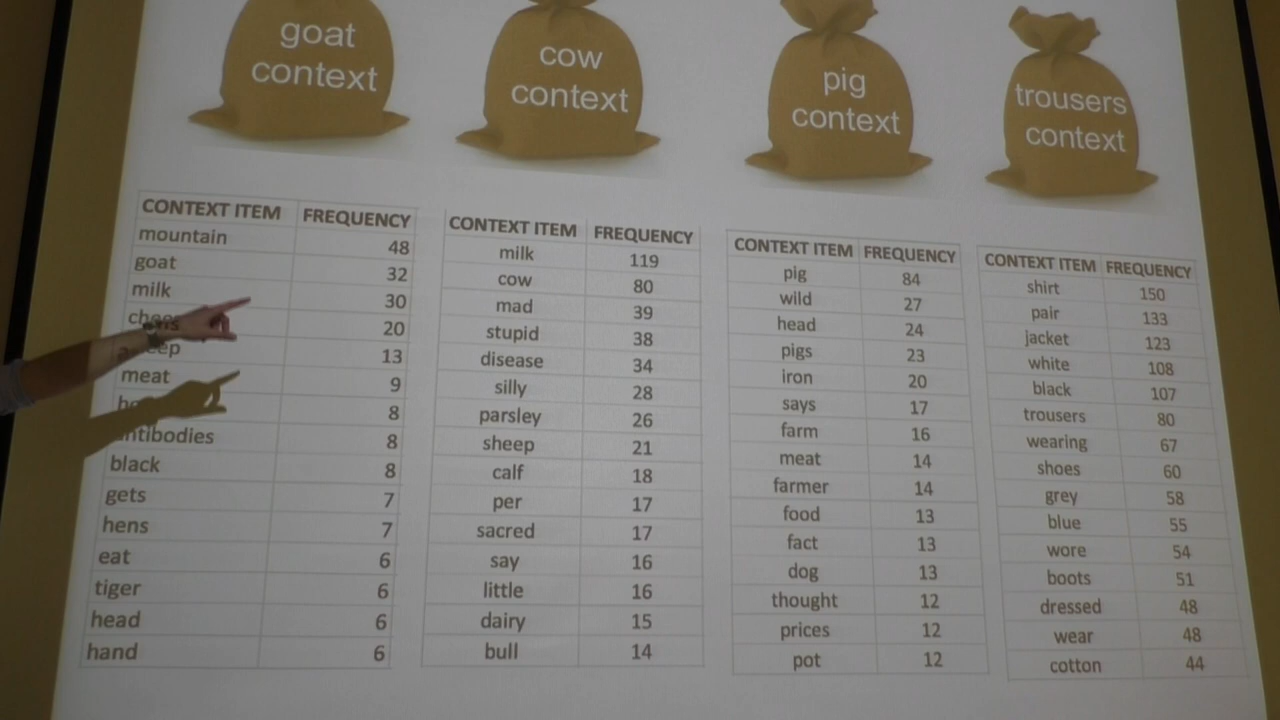 goat
context
cow
context
pig
context
trousers
context
CONTEXT ITEM FREQUENCY
mountain 48
goat 32
milk 30
20
13
meat 9
8
antibodies 8
black 8
gets 7
hens 7
eat 6
tiger 6
head 6
hand 6
CONTEXT ITEM FREQUENCY
milk 119
cow 80
mad 39
stupid 38
disease 34
silly 28
parsley 26
sheep 21
calf 18
per 17
sacred 17
say 16
little 16
dairy 15
bull 14
CONTEXT ITEM FREQUENCY
pig 84
wild 27
head 24
pigs 23
iron 20
says 17
farm 16
meat 14
farmer 14
food 13
fact 13
dog 13
thought 12
prices 12
pot 12
CONTEXT ITEM FREQUENCY
shirt 150
pair 133
jacket 123
white 108
black 107
trousers 80
wearing 67
shoes 60
grey 58
blue 55
wore 54
boots 51
dressed 48
wear 48
cotton 44